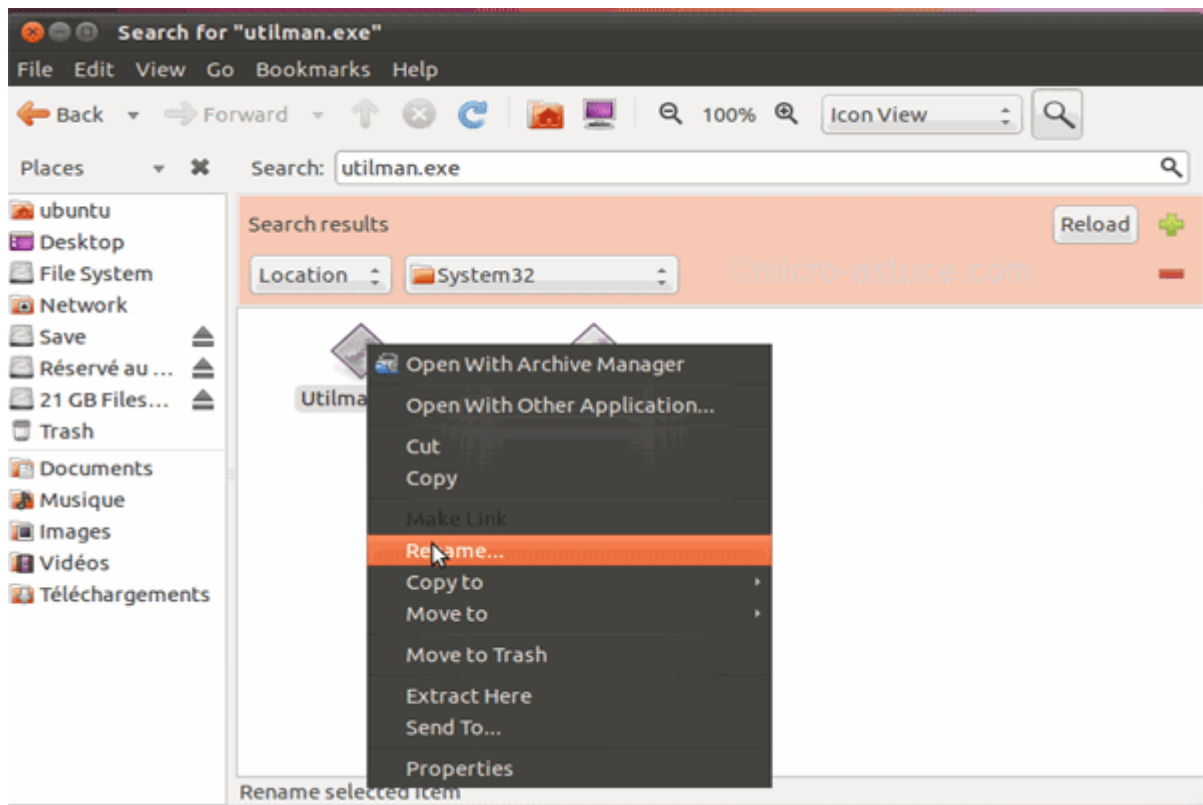 Search for "utilman.exe"
File Edit View Go Bookmarks Help
Back Forward 100% Icon View
Places Search: utilman.exe
ubuntu
Desktop
File System
Network
Save
Réservé au ...
21 GB Files...
Trash
Documents
Musique
Images
Vidéos
Téléchargements
Search results Reload
Location System32
Utilma
Open With Archive Manager
Open With Other Application...
Cut
Copy
Make Link
Rename...
Copy to
Move to
Move to Trash
Extract Here
Send To...
Properties
Rename selected item